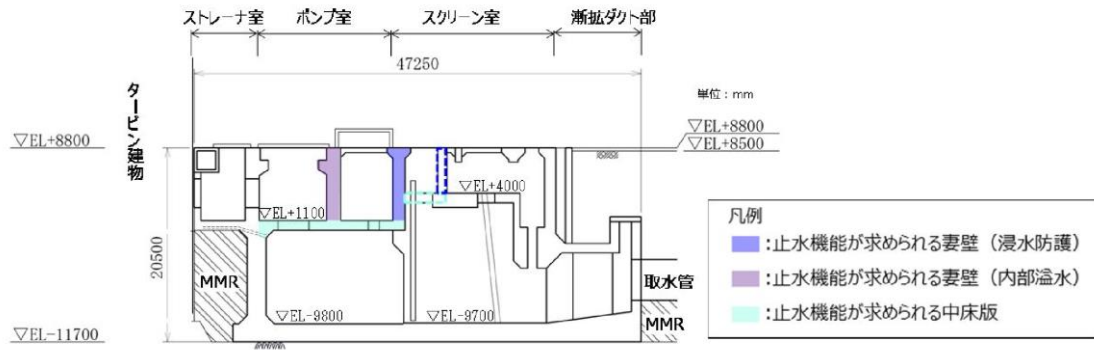 ストレーナ室
ポンプ室
スクリーン室
漸拡ダクト部
47250
タービン建物
単位：mm
▽EL+8800
▽EL+8800
▽EL+8500
▽EL+4000
▽EL+1100
20500
MMR
取水管
▽EL-9800
▽EL-9700
MMR
▽EL-11700
凡例
：止水機能が求められる妻壁（浸水防護）
：止水機能が求められる妻壁（内部溢水）
：止水機能が求められる中床版